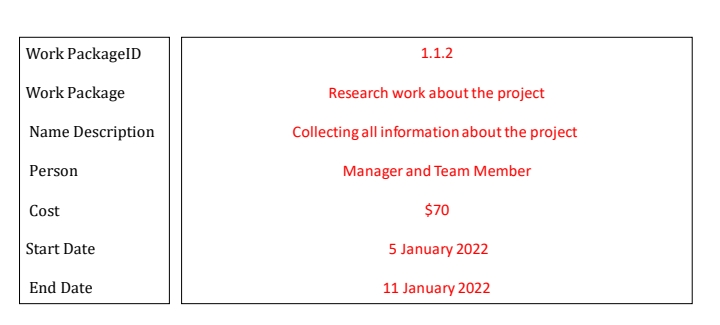 Work PackageID 1.1.2
Work Package Research work about the project
Name Description Collecting all information about the project
Person Manager and Team Member
Cost $70
Start Date 5 January 2022
End Date 11 January 2022